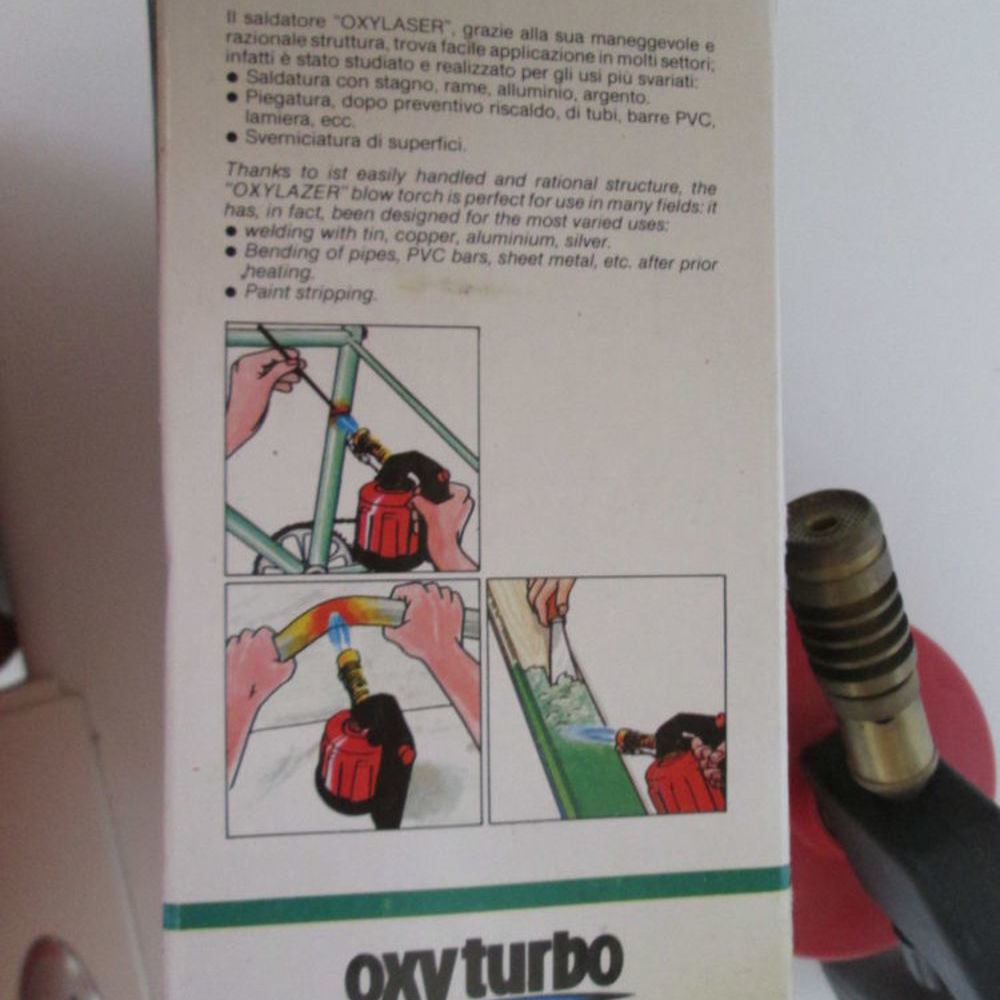 Il saldatore "OXYLASER", grazie alla sua maneggevole e
razionale struttura, trova facile applicazione in molti settori;
infatti è stato studiato e realizzato per gli usi più svariati:
● Saldatura con stagno, rame, alluminio, argento.
● Piegatura, dopo preventivo riscaldo, di tubi, barre PVC,
lamiera, ecc.
● Sverniciatura di superfici.
Thanks to ist easily handled and rational structure, the
"OXYLAZER" blow torch is perfect for use in many fields: it
has, in fact, been designed for the most varied uses:
● welding with tin, copper, aluminium, silver.
● Bending of pipes, PVC bars, sheet metal, etc. after prior
heating.
● Paint stripping.
oxyturbo